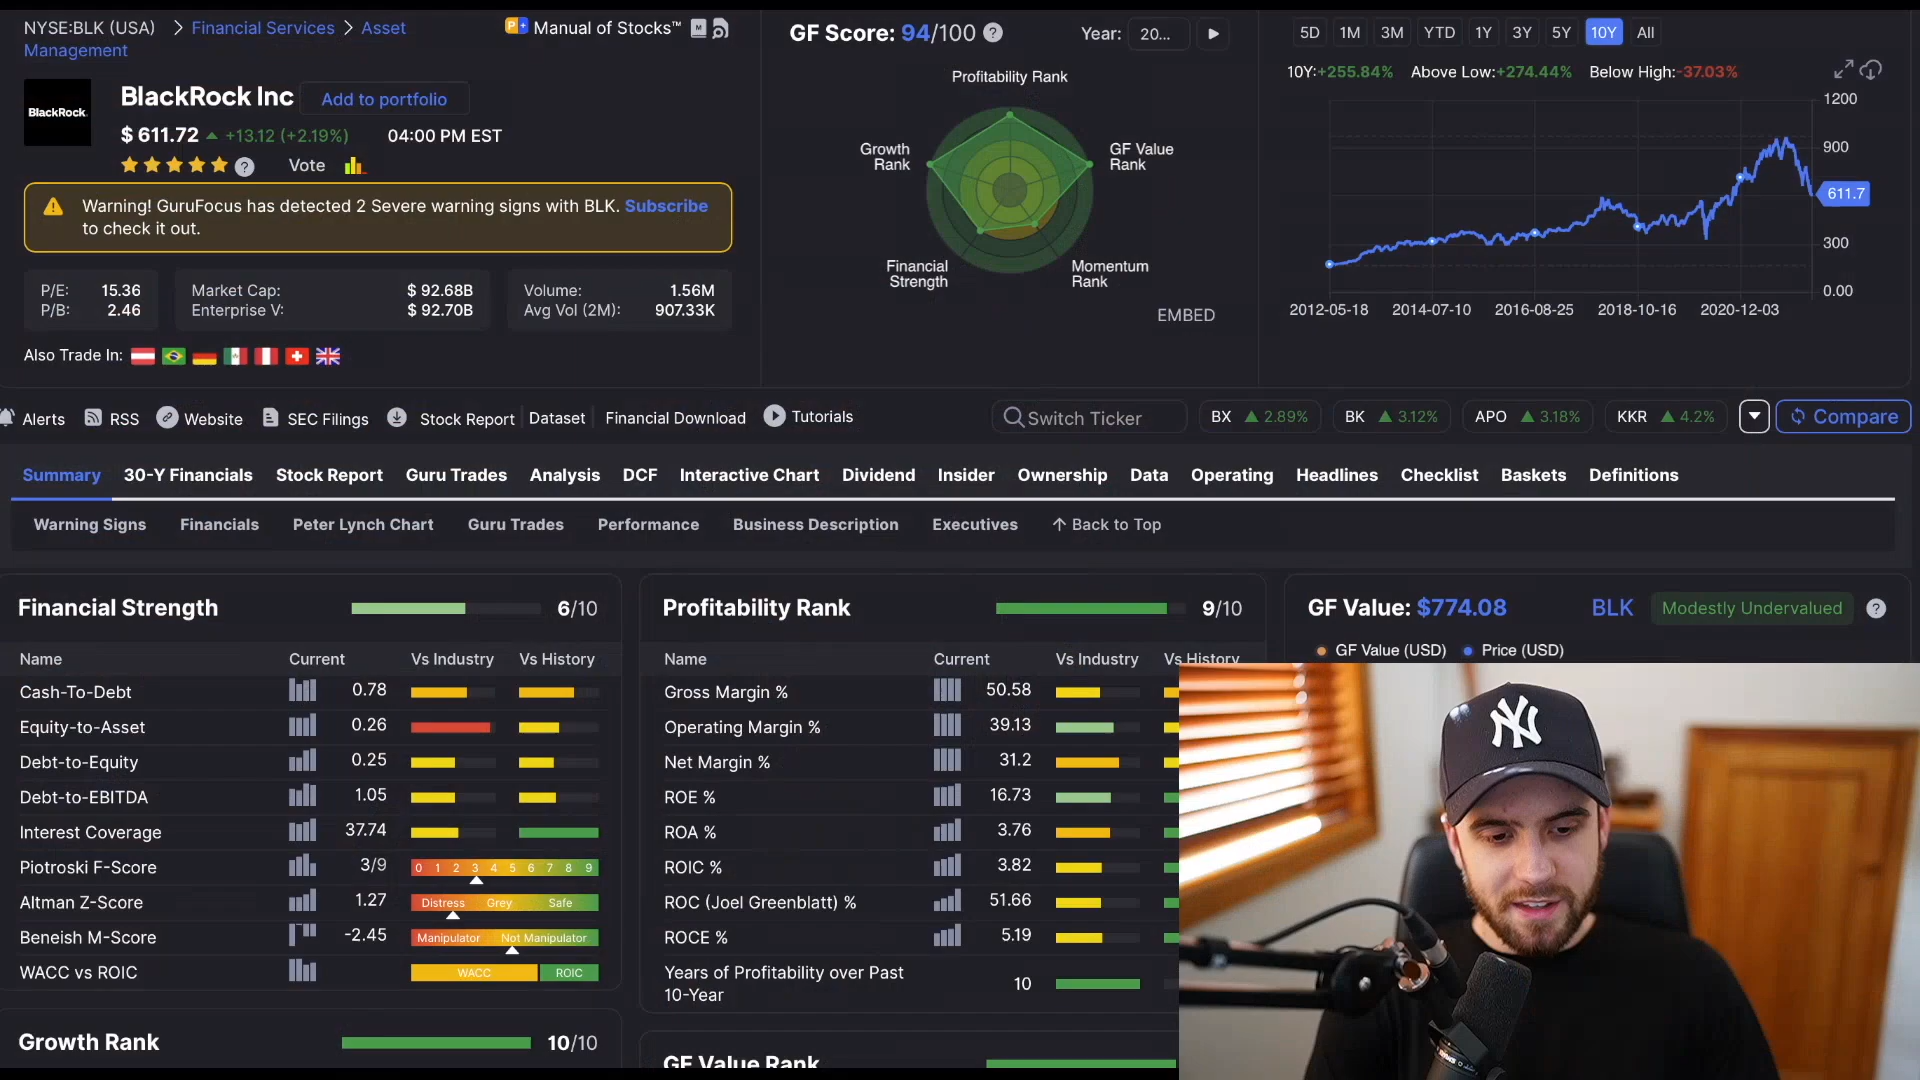 NYSE:BLK (USA) > Financial Services > Asset Management
Manual of Stocks™
BlackRock
BlackRock Inc
Add to portfolio
$ 611.72 +13.12 (+2.19%) 04:00 PM EST
Vote
Warning! GuruFocus has detected 2 Severe warning signs with BLK. Subscribe
to check it out.
P/E: 15.36
P/B: 2.46
Market Cap: $ 92.68B
Enterprise V: $ 92.70B
Volume: 1.56M
Avg Vol (2M): 907.33K
Also Trade In:
GF Score: 94/100 ?
Year: 20...
Profitability Rank
Growth Rank
GF Value Rank
Financial Strength
Momentum Rank
EMBED
5D 1M 3M YTD 1Y 3Y 5Y 10Y All
10Y:+255.84% Above Low:+274.44% Below High:-37.03%
1200
900
611.7
300
0.00
2012-05-18 2014-07-10 2016-08-25 2018-10-16 2020-12-03
Alerts RSS Website SEC Filings Stock Report Dataset Financial Download Tutorials
Switch Ticker
BX 2.89% BK 3.12% APO 3.18% KKR 4.2% Compare
Summary 30-Y Financials Stock Report Guru Trades Analysis DCF Interactive Chart Dividend Insider Ownership Data Operating Headlines Checklist Baskets Definitions
Warning Signs Financials Peter Lynch Chart Guru Trades Performance Business Description Executives ↑ Back to Top
Financial Strength 6/10
Name Current Vs Industry Vs History
Cash-To-Debt 0.78
Equity-to-Asset 0.26
Debt-to-Equity 0.25
Debt-to-EBITDA 1.05
Interest Coverage 37.74
Piotroski F-Score 3/9 0 1 2 3 4 5 6 7 8 9
Altman Z-Score 1.27 Distress Grey Safe
Beneish M-Score -2.45 Manipulator Not Manipulator
WACC vs ROIC WACC ROIC
Growth Rank 10/10
Profitability Rank 9/10
Name Current Vs Industry Vs History
Gross Margin % 50.58
Operating Margin % 39.13
Net Margin % 31.2
ROE % 16.73
ROA % 3.76
ROIC % 3.82
ROC (Joel Greenblatt) % 51.66
ROCE % 5.19
Years of Profitability over Past
10-Year 10
GF Value Rank
GF Value: $774.08 BLK Modestly Undervalued ?
GF Value (USD) Price (USD)
NY